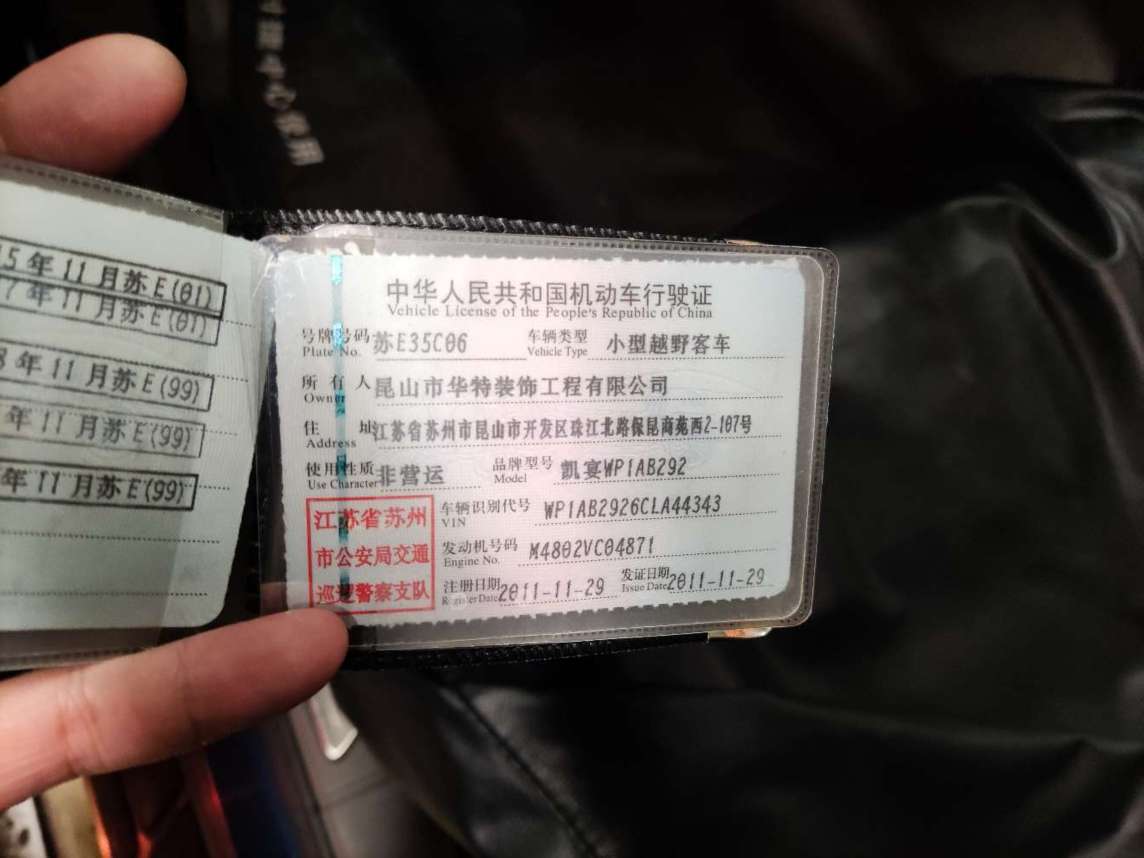 年11月苏E(01)
7年11月苏E(01)
年11月苏E(99)
年11月苏E(99)
年11月苏E(99)
中华人民共和国机动车行驶证
Vehicle License of the People's Republic of China
号牌号码 苏E35C06 车辆类型 小型越野客车
Plate No. Vehicle Type
所有人 昆山市华特装饰工程有限公司
Owner
住址 江苏省苏州市昆山市开发区珠江北路保昆商苑西2-107号
Address
使用性质 非营运 品牌型号 凯宴WP1AB292
Use Character Model
江苏省苏州
市公安局交通
巡逻警察支队
车辆识别代号 WP1AB2926CLA44343
VIN
发动机号码 M4802VC04871
Engine No.
注册日期 2011-11-29 发证日期 2011-11-29
Register Date Issue Date